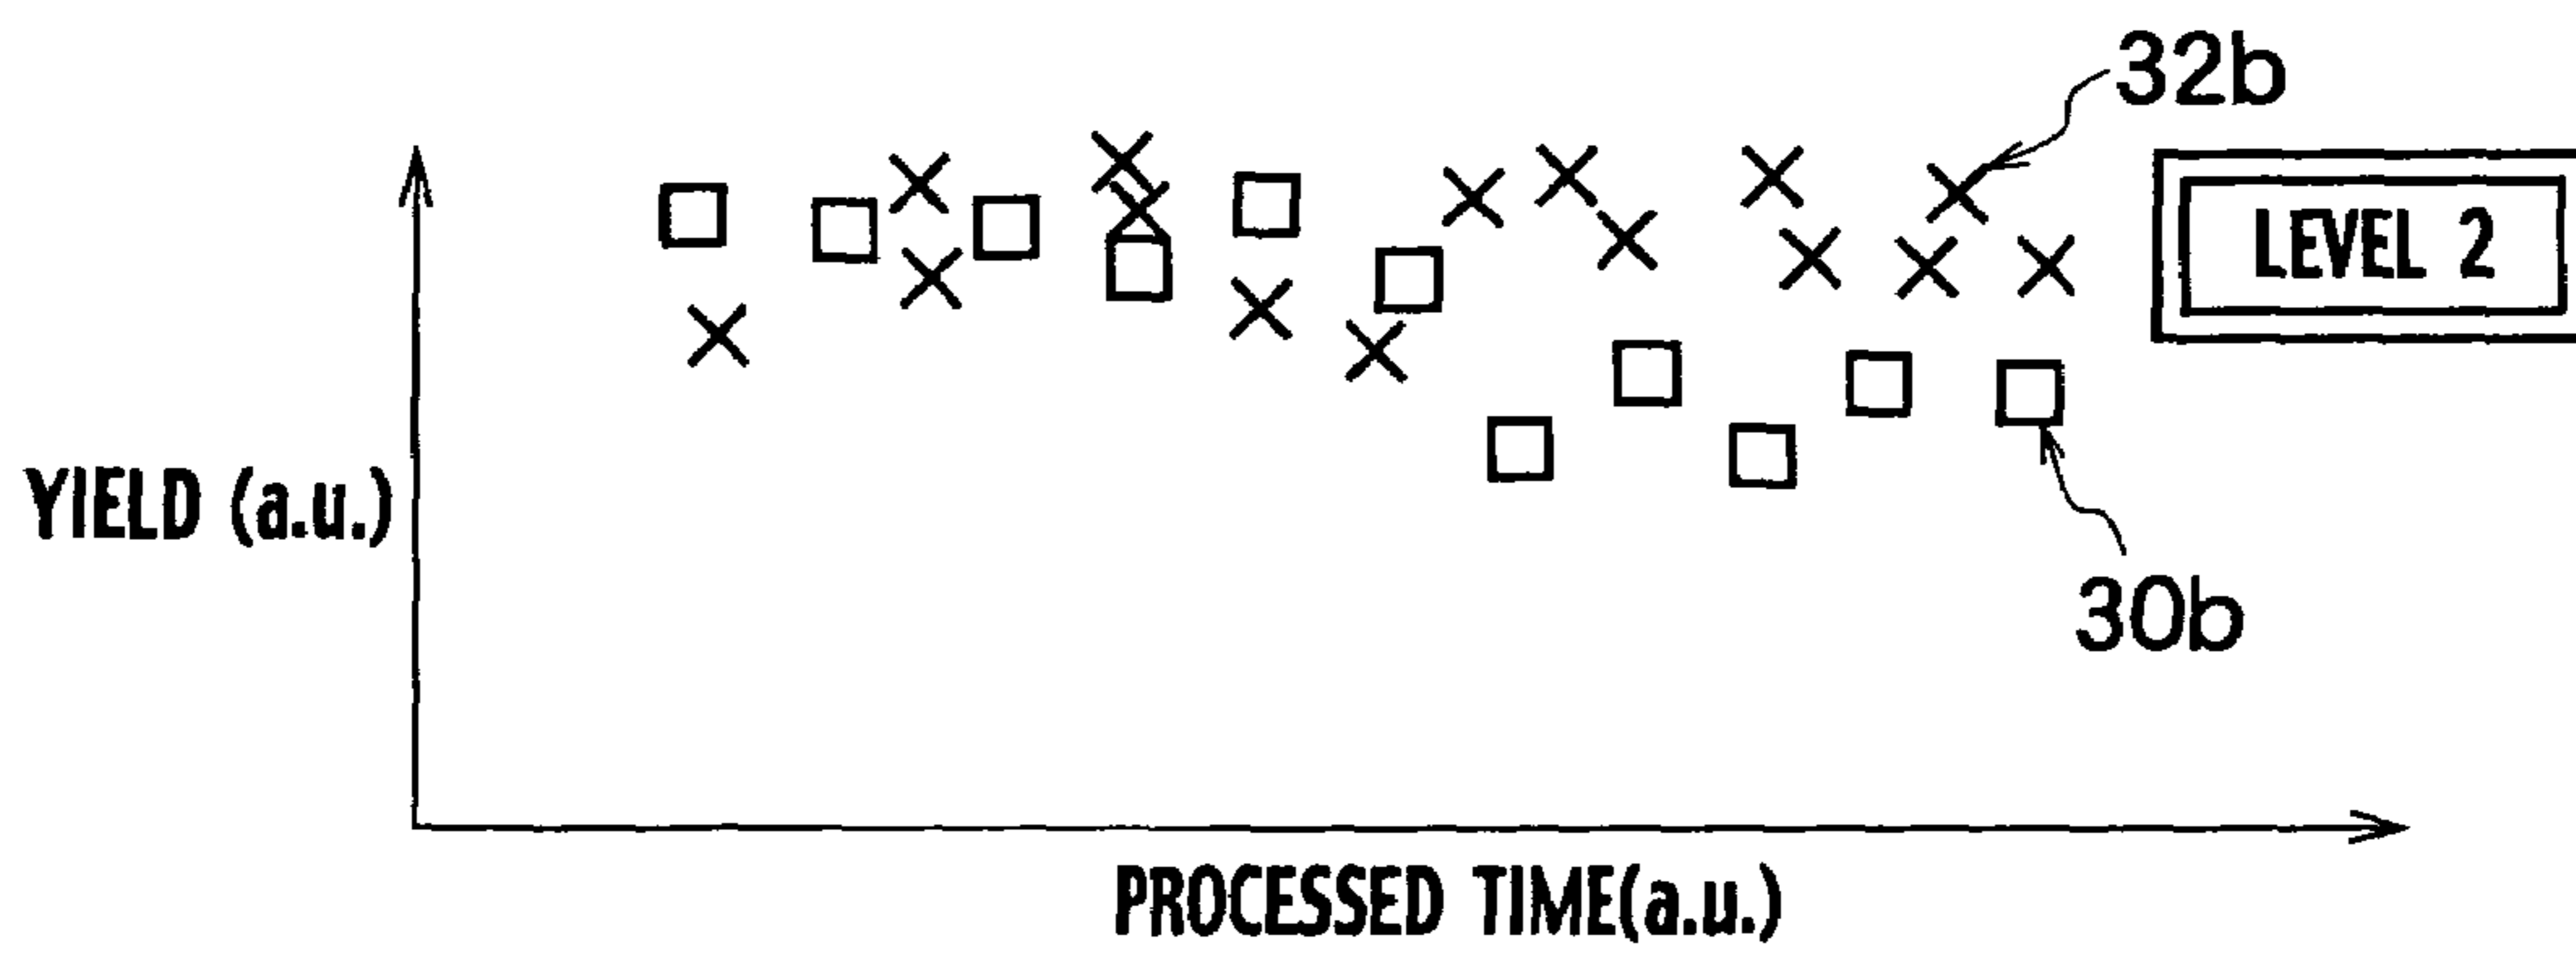 32b
LEVEL 2
YIELD (a.u.)
30b
PROCESSED TIME(a.u.)